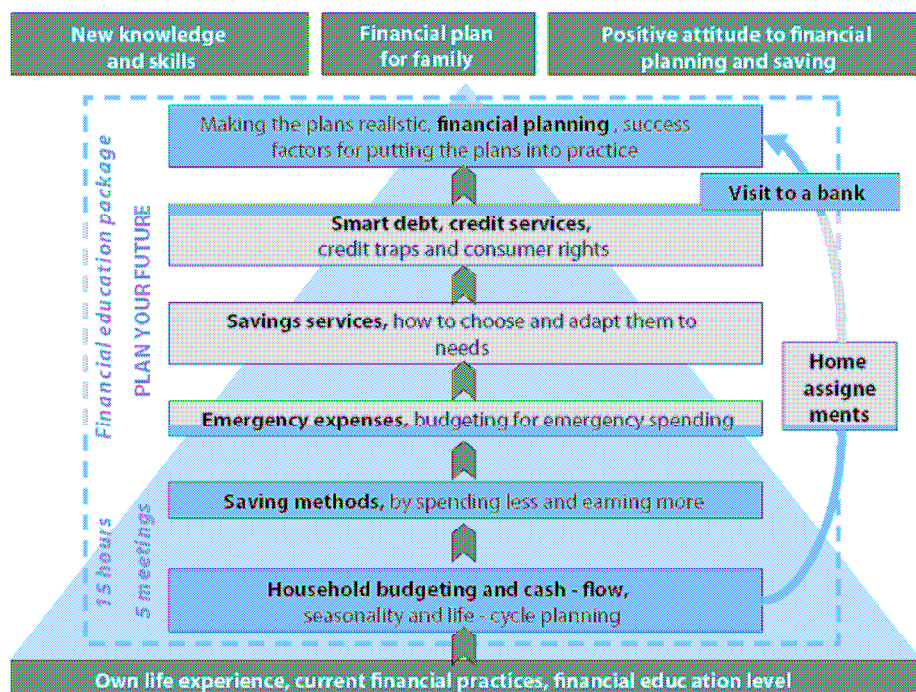 New knowledge
and skills
Financial plan
for family
Positive attitude to financial
planning and saving
Making the plans realistic, financial planning , success
factors for putting the plans into practice
Visit to a bank
Smart debt, credit services,
credit traps and consumer rights
Savings services, how to choose and adapt them to
needs
Home
assigne
ments
Emergency expenses, budgeting for emergency spending
Saving methods, by spending less and earning more
Household budgeting and cash - flow,
seasonality and life - cycle planning
Own life experience, current financial practices, financial education level
Financial education package
PLAN YOUR FUTURE
15 hours
5 meetings